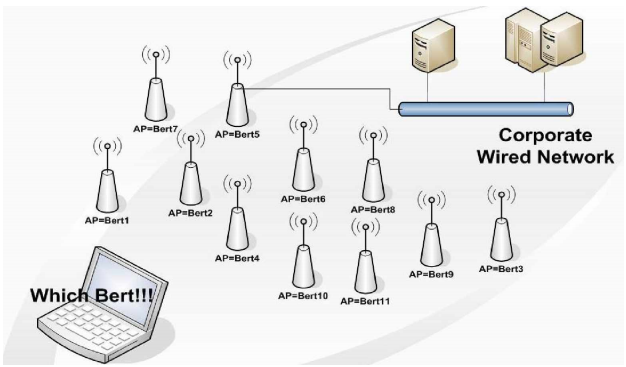 AP=Bert7
AP=Bert5
Corporate
Wired Network
AP=Bert1
AP=Bert2
AP=Bert6
AP=Bert8
AP=Bert4
AP=Bert9
AP=Bert3
Which Bert!!!
AP=Bert10
AP=Bert11